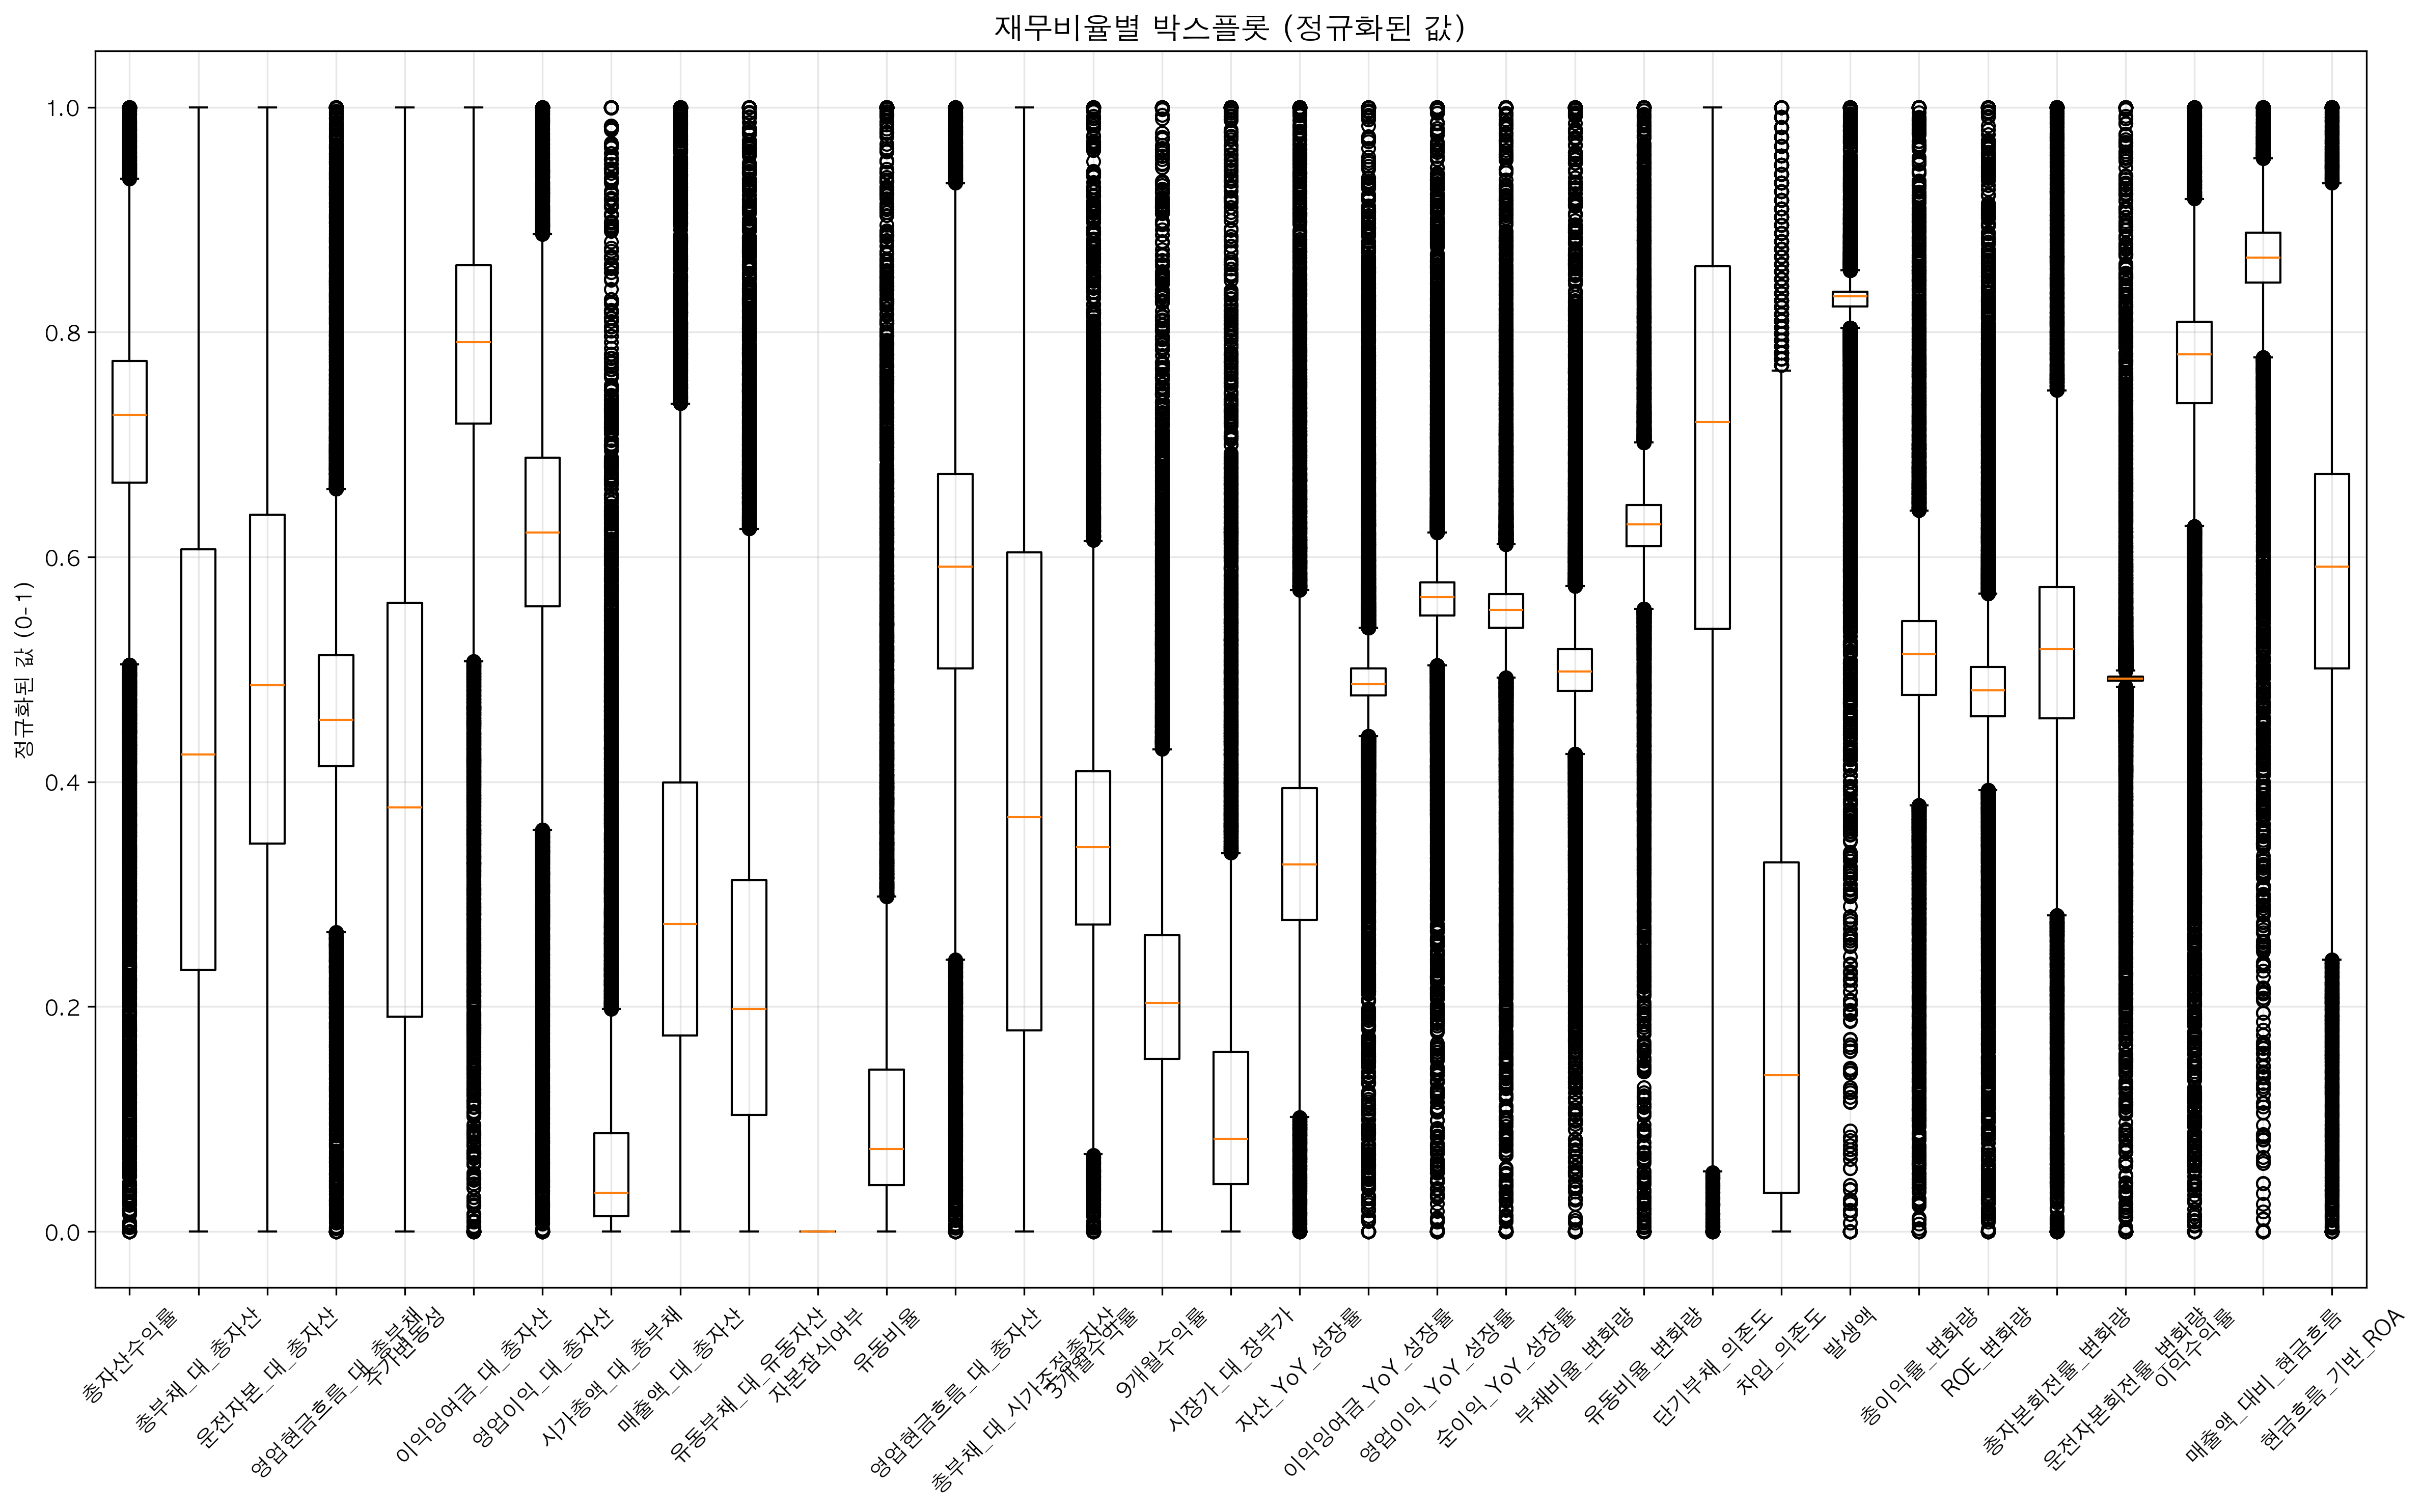 재무비율별 박스플롯 (정규화된 값)
정규화된 값 (0-1)
1.0
0.8
0.6
0.4
0.2
0.0
총자산수익률
총부채_대_총자산
운전자본_대_총자산
영업현금흐름_대_총부채
주가변동성
이익잉여금_대_총자산
영업이익_대_총자산
시가총액_대_총부채
매출액_대_총자산
유동부채_대_유동자산
자본잠식여부
유동비율
영업현금흐름_대_총자산
총부채_대_시가조정총자산
3개월수익률
9개월수익률
시장가_대_장부가
자산_YoY_성장률
이익잉여금_YoY_성장률
영업이익_YoY_성장률
순이익_YoY_성장률
부채비율_변화량
유동비율_변화량
단기부채_의존도
차입_의존도
발생액
총이익률_변화량
ROE_변화량
총자본회전률_변화량
운전자본회전률_변화량
이익수익률
매출액_대비_현금흐름
현금흐름_기반_ROA